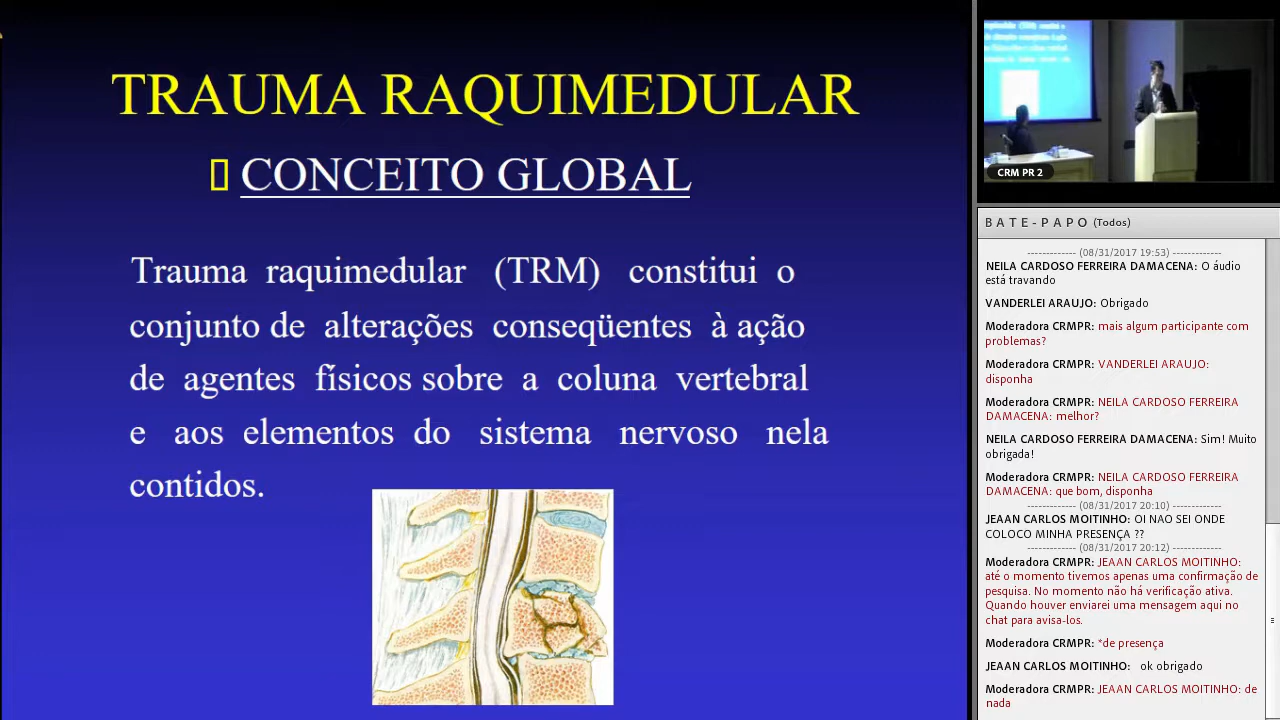 TRAUMA RAQUIMEDULAR
CONCEITO GLOBAL
Trauma raquimedular (TRM) constitui o
conjunto de alterações conseqüentes à ação
de agentes físicos sobre a coluna vertebral
e aos elementos do sistema nervoso nela
contidos.
CRM PR 2
BATE-PAPO (Todos)
------------- (08/31/2017 19:53) -------------
NEILA CARDOSO FERREIRA DAMACENA: O áudio
está travando
VANDERLEI ARAUJO: Obrigado
Moderadora CRMPR: mais algum participante com
problemas?
Moderadora CRMPR: VANDERLEI ARAUJO:
disponha
Moderadora CRMPR: NEILA CARDOSO FERREIRA
DAMACENA: melhor?
NEILA CARDOSO FERREIRA DAMACENA: Sim! Muito
obrigada!
Moderadora CRMPR: NEILA CARDOSO FERREIRA
DAMACENA: que bom, disponha
------------- (08/31/2017 20:10) -------------
JEAAN CARLOS MOITINHO: OI NAO SEI ONDE
COLOCO MINHA PRESENÇA ??
------------- (08/31/2017 20:12) -------------
Moderadora CRMPR: JEAAN CARLOS MOITINHO:
até o momento tivemos apenas uma confirmação de
pesquisa. No momento não há verificação ativa.
Quando houver enviarei uma mensagem aqui no
chat para avisa-los.
Moderadora CRMPR: *de presença
JEAAN CARLOS MOITINHO: ok obrigado
Moderadora CRMPR: JEAAN CARLOS MOITINHO: de
nada